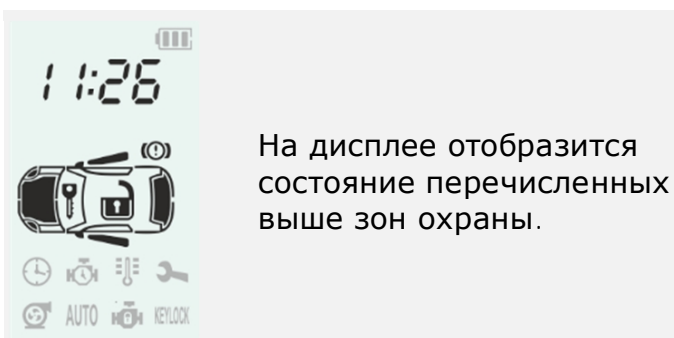 11:26
На дисплее отобразится
состояние перечисленных
выше зон охраны.
AUTO KEYLOCK